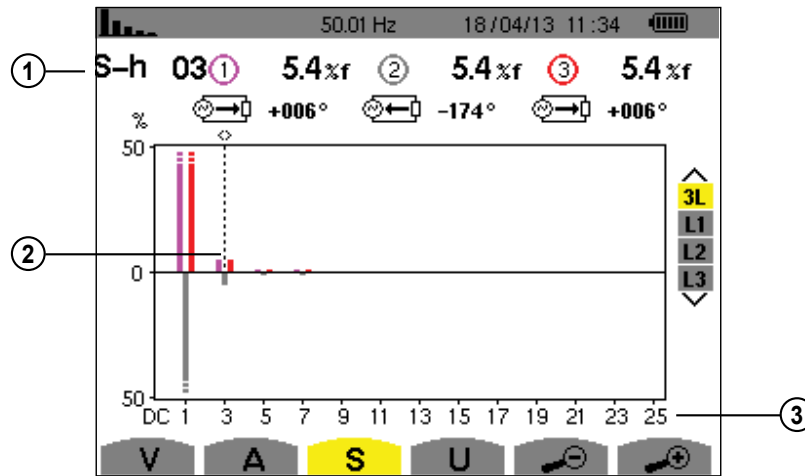 50.01 Hz 18/04/13 11:34
1 S-h 03 1 5.4%f 2 5.4%f 3 5.4%f
+006° -174° +006°
%
50
3L
L1
2
L2
0
L3
50
DC 1 3 5 7 9 11 13 15 17 19 21 23 25
3
V A S U